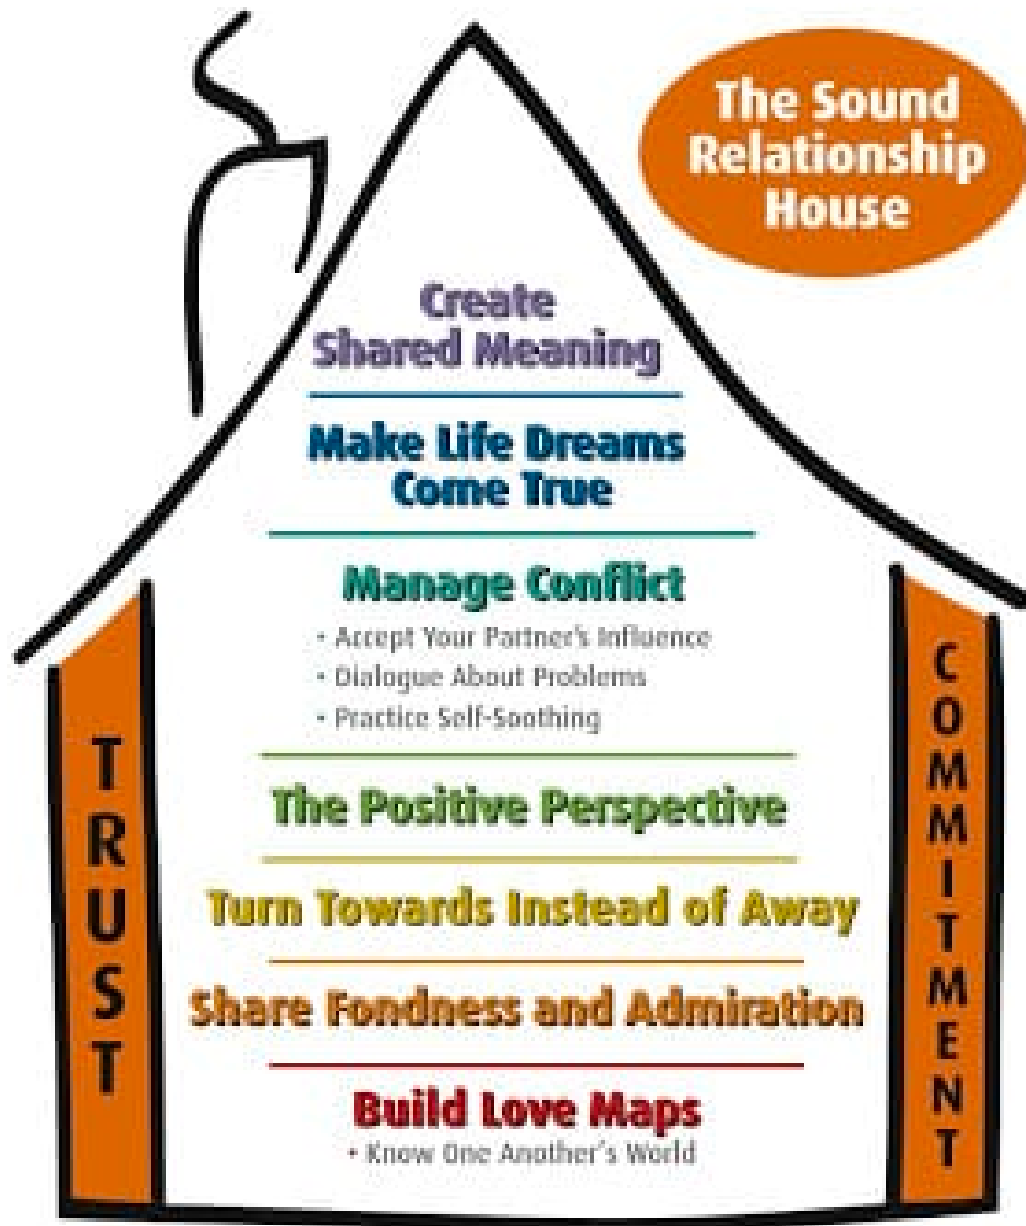 The Sound
Relationship
House
Create
Shared Meaning
Make Life Dreams
Come True
Manage Conflict
• Accept Your Partner's Influence
• Dialogue About Problems
• Practice Self-Soothing
The Positive Perspective
Turn Towards Instead of Away
Share Fondness and Admiration
Build Love Maps
• Know One Another's World
TRUST
COMMITMENT